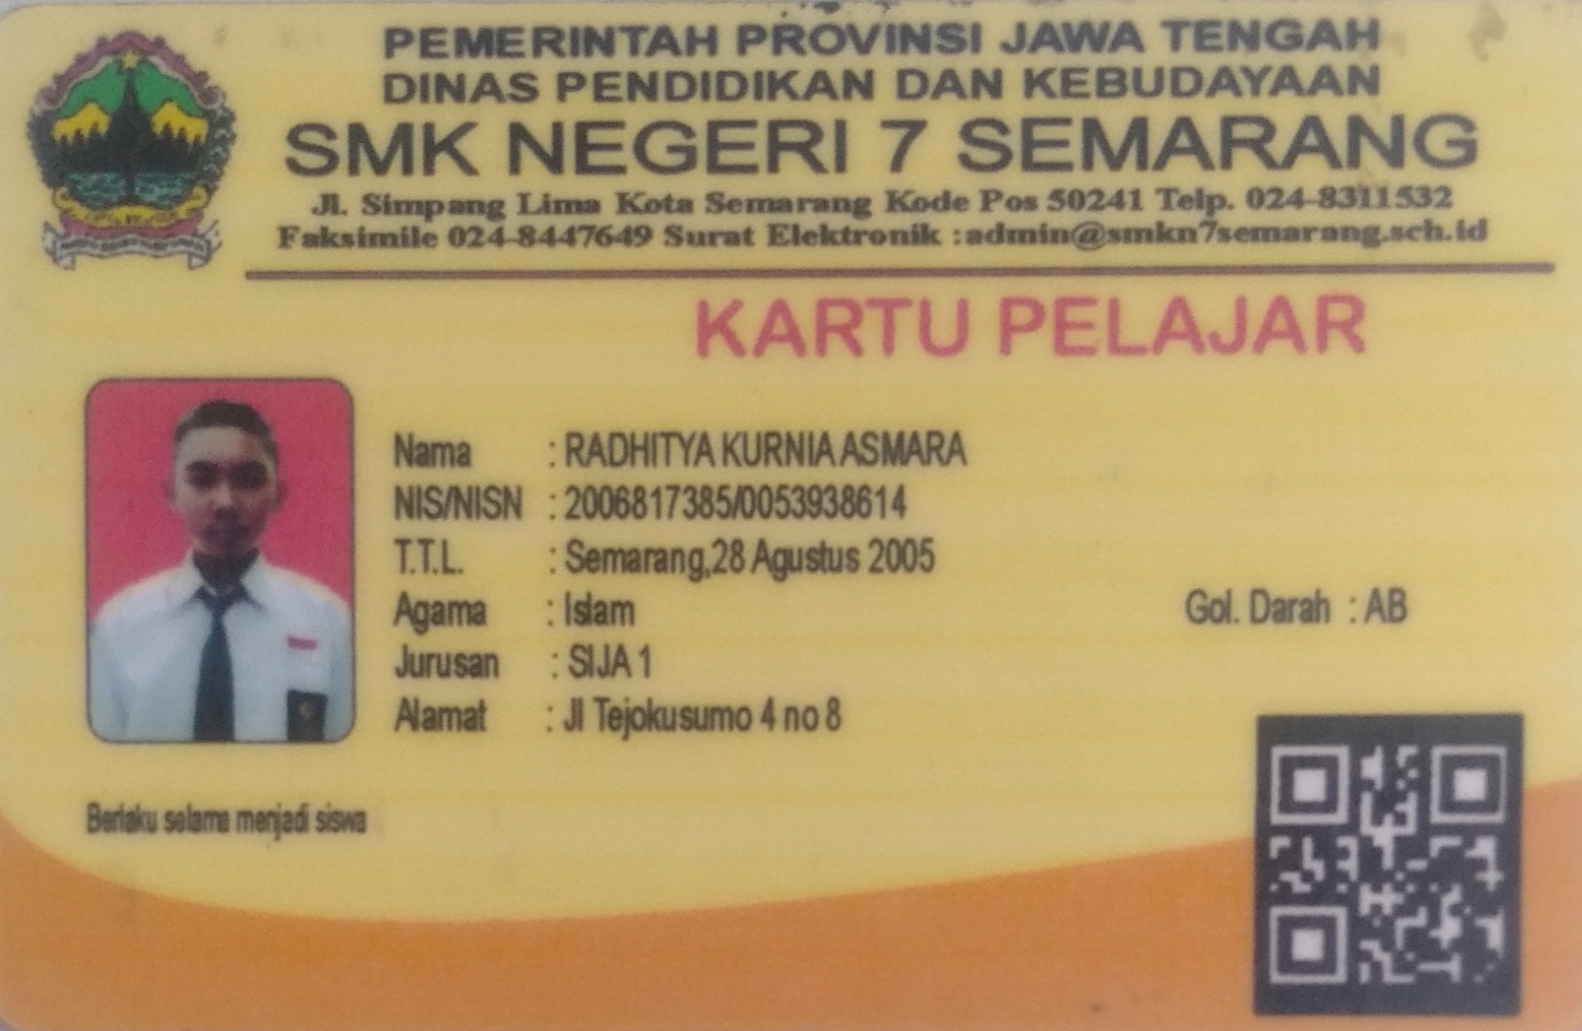 PEMERINTAH PROVINSI JAWA TENGAH
DINAS PENDIDIKAN DAN KEBUDAYAAN
SMK NEGERI 7 SEMARANG
Jl. Simpang Lima Kota Semarang Kode Pos 50241 Telp. 024-8311532
Faksimile 024-8447649 Surat Elektronik :admin@smkn7semarang.sch.id
KARTU PELAJAR
Nama : RADHITYA KURNIA ASMARA
NIS/NISN : 2006817385/0053938614
T.T.L. : Semarang,28 Agustus 2005
Agama : Islam Gol. Darah : AB
Jurusan : SIJA 1
Alamat : Jl Tejokusumo 4 no 8
Berlaku selama menjadi siswa